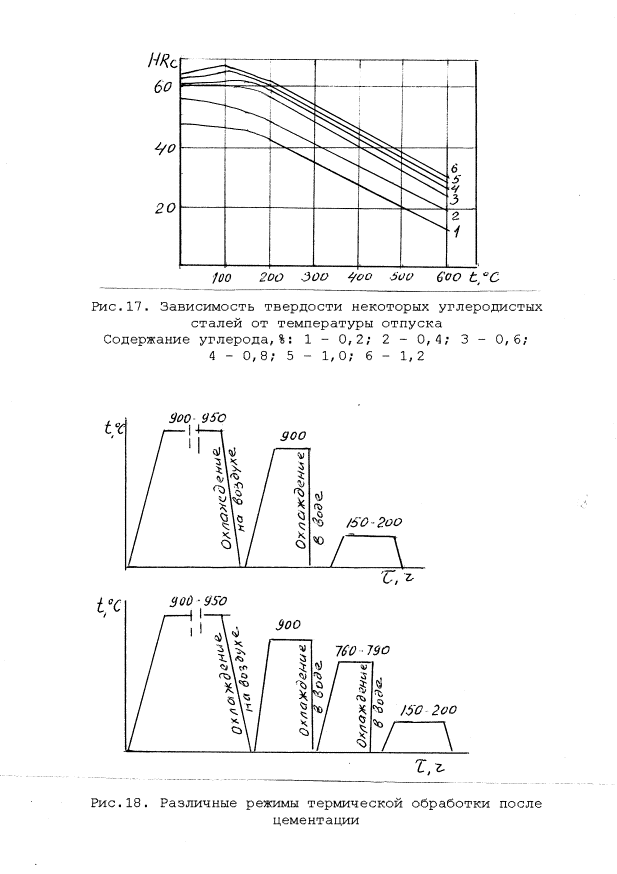 HRc
60
40
20
6
5
4
3
2
1
100 200 300 400 500 600 t,°C
Рис.17. Зависимость твердости некоторых углеродистых
сталей от температуры отпуска
Содержание углерода,%: 1 – 0,2; 2 – 0,4; 3 – 0,6;
4 – 0,8; 5 – 1,0; 6 – 1,2
t,°C
900-950
Охлаждение
на воздухе
900
Охлаждение
в воде
150-200
τ, г
t,°C
900-950
Охлаждение
на воздухе.
900
Охлаждение
в воде
760-790
Охлаждение
в воде
150-200
τ, г
Рис.18. Различные режимы термической обработки после
цементации